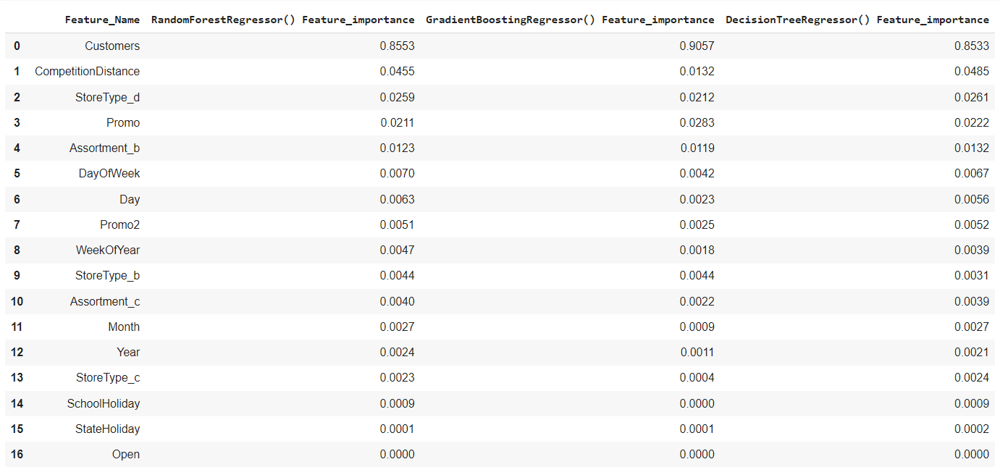 Feature_Name RandomForestRegressor() Feature_importance GradientBoostingRegressor() Feature_importance DecisionTreeRegressor() Feature_importance
0 Customers 0.8553 0.9057 0.8533
1 CompetitionDistance 0.0455 0.0132 0.0485
2 StoreType_d 0.0259 0.0212 0.0261
3 Promo 0.0211 0.0283 0.0222
4 Assortment_b 0.0123 0.0119 0.0132
5 DayOfWeek 0.0070 0.0042 0.0067
6 Day 0.0063 0.0023 0.0056
7 Promo2 0.0051 0.0025 0.0052
8 WeekOfYear 0.0047 0.0018 0.0039
9 StoreType_b 0.0044 0.0044 0.0031
10 Assortment_c 0.0040 0.0022 0.0039
11 Month 0.0027 0.0009 0.0027
12 Year 0.0024 0.0011 0.0021
13 StoreType_c 0.0023 0.0004 0.0024
14 SchoolHoliday 0.0009 0.0000 0.0009
15 StateHoliday 0.0001 0.0001 0.0002
16 Open 0.0000 0.0000 0.0000